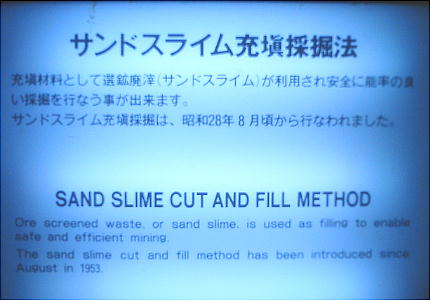 サンドスライム充塡採掘法
充塡材料として選鉱廃滓(サンドスライム)が利用され安全に能率の良
い採掘を行なう事が出来ます。
サンドスライム充塡採掘は、昭和28年8月頃から行なわれました。
SAND SLIME CUT AND FILL METHOD
Ore screened waste, or sand slime, is used as filling to enable
safe and efficient mining.
The sand slime cut and fill method has been introduced since
August in 1953.